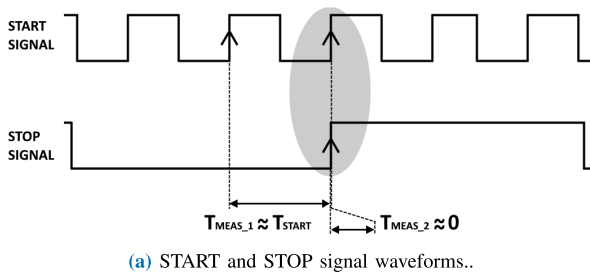 START
SIGNAL
STOP
SIGNAL
TMEAS_1 ≈ TSTART TMEAS_2 ≈ 0
(a) START and STOP signal waveforms..